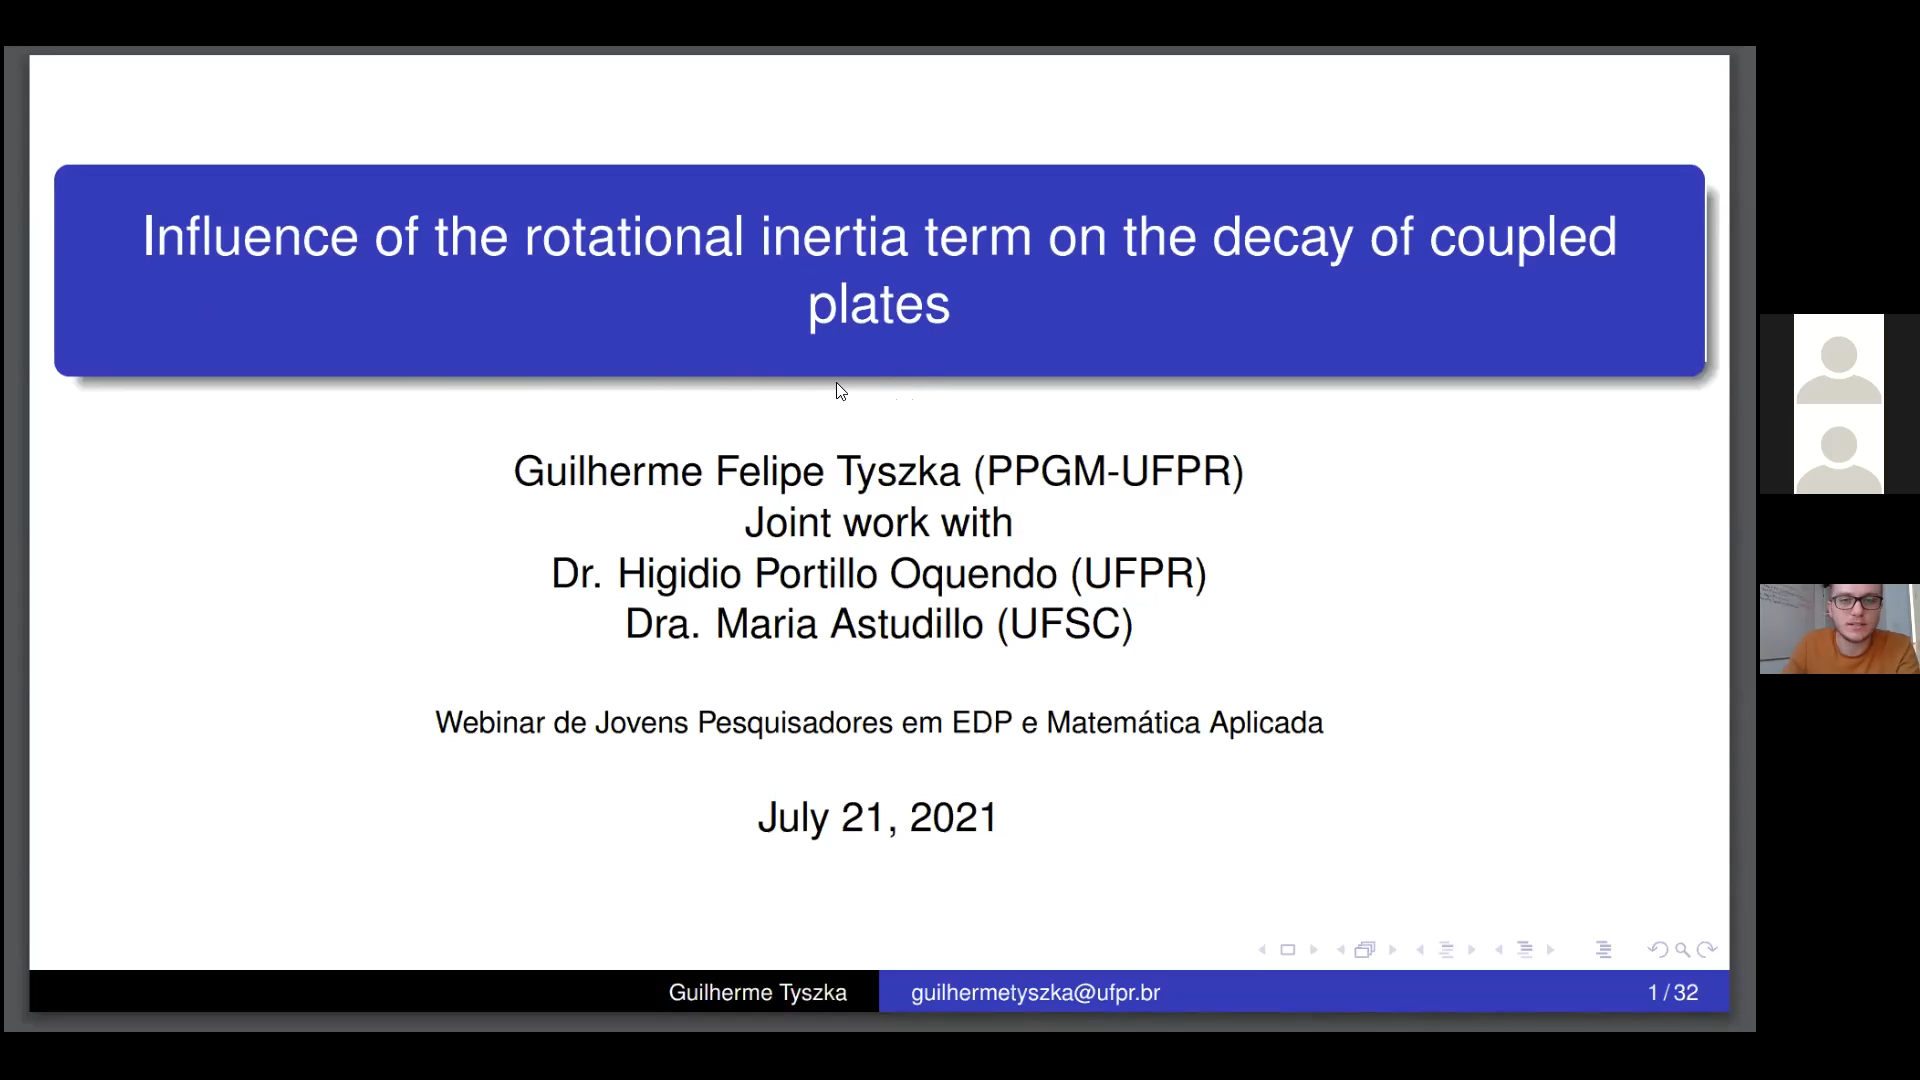 Influence of the rotational inertia term on the decay of coupled
plates
Guilherme Felipe Tyszka (PPGM-UFPR)
Joint work with
Dr. Higidio Portillo Oquendo (UFPR)
Dra. Maria Astudillo (UFSC)
Webinar de Jovens Pesquisadores em EDP e Matemática Aplicada
July 21, 2021
Guilherme Tyszka
guilhermetyszka@ufpr.br
1 / 32